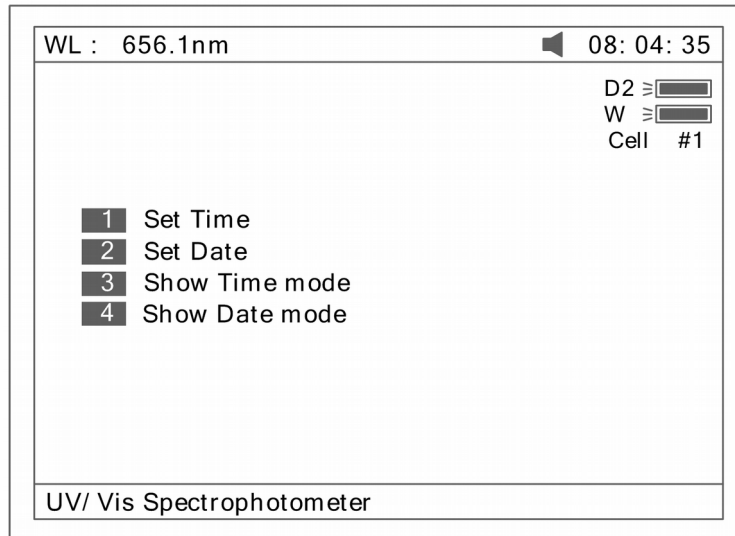 WL : 656.1nm 08: 04: 35
D2
W
Cell #1
1 Set Time
2 Set Date
3 Show Time mode
4 Show Date mode
UV/ Vis Spectrophotometer